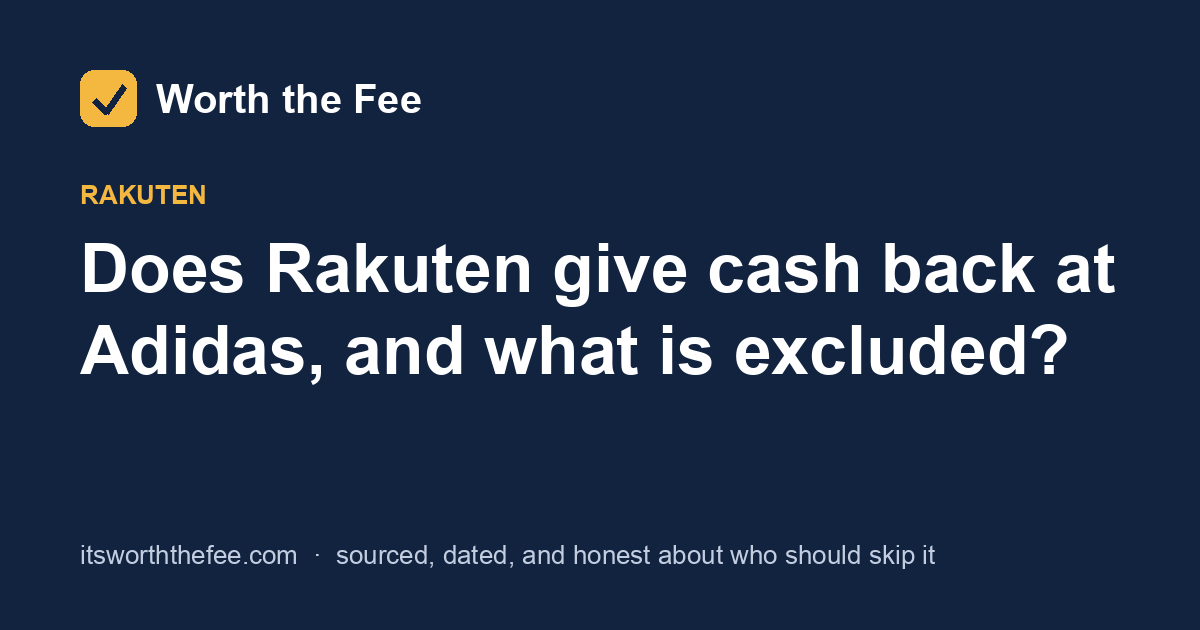 Worth the Fee
RAKUTEN
Does Rakuten give cash back at
Adidas, and what is excluded?
itsworththefee.com · sourced, dated, and honest about who should skip it